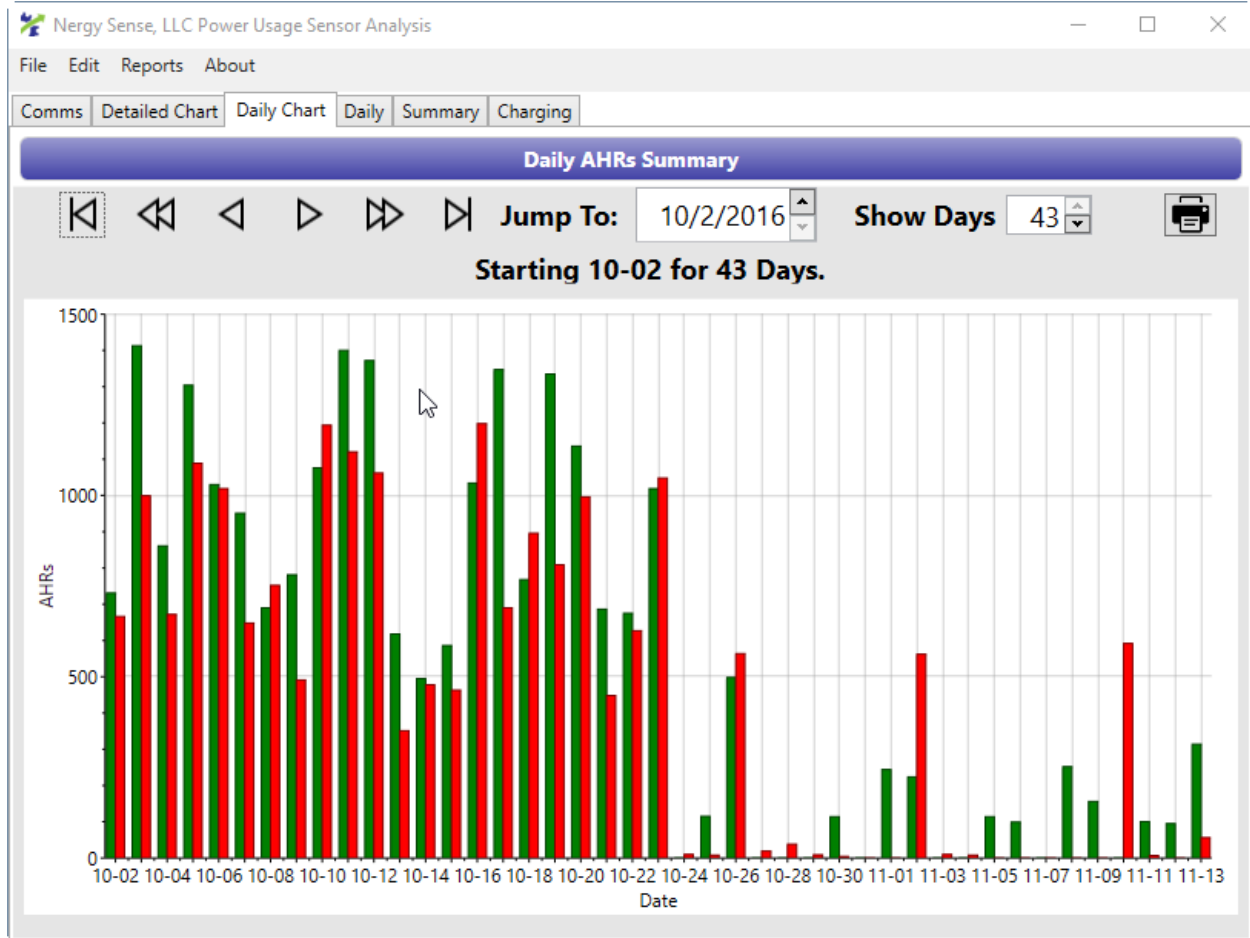 Nergy Sense, LLC Power Usage Sensor Analysis
File Edit Reports About
Comms Detailed Chart Daily Chart Daily Summary Charging
Daily AHRs Summary
Jump To: 10/2/2016 Show Days 43
Starting 10-02 for 43 Days.
1500
1000
AHRs
500
0
10-02 10-04 10-06 10-08 10-10 10-12 10-14 10-16 10-18 10-20 10-22 10-24 10-26 10-28 10-30 11-01 11-03 11-05 11-07 11-09 11-11 11-13
Date